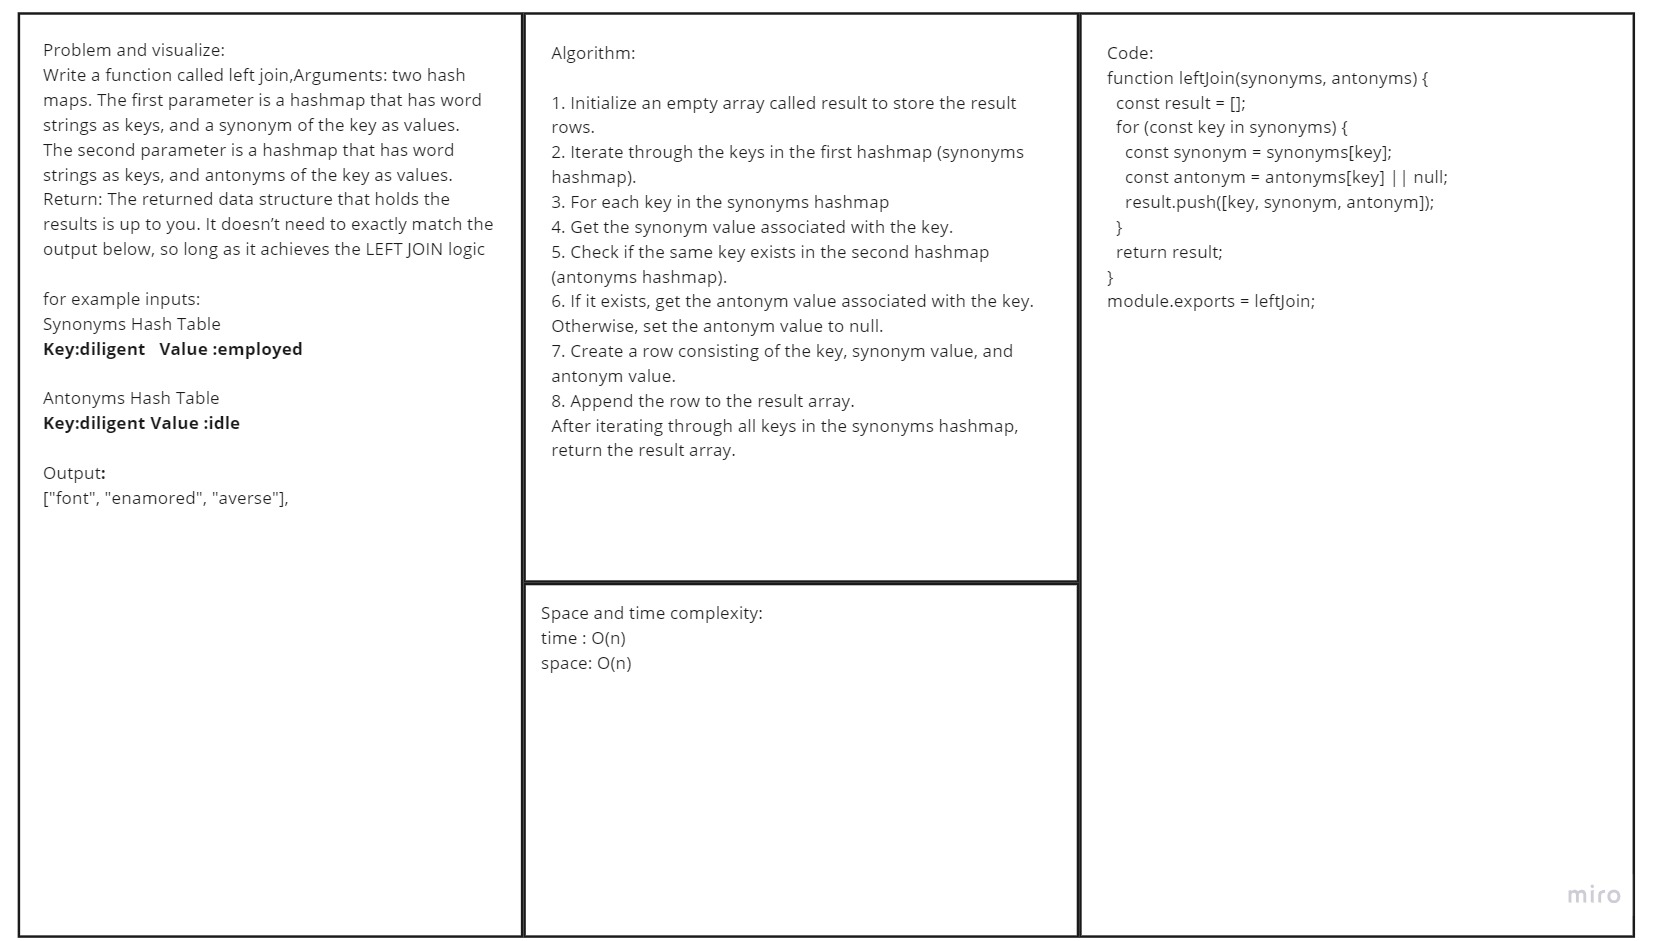 Problem and visualize:
Write a function called left join,Arguments: two hash
maps. The first parameter is a hashmap that has word
strings as keys, and a synonym of the key as values.
The second parameter is a hashmap that has word
strings as keys, and antonyms of the key as values.
Return: The returned data structure that holds the
results is up to you. It doesn’t need to exactly match the
output below, so long as it achieves the LEFT JOIN logic
for example inputs:
Synonyms Hash Table
Key:diligent   Value :employed
Antonyms Hash Table
Key:diligent Value :idle
Output:
["font", "enamored", "averse"],
Algorithm:
1. Initialize an empty array called result to store the result
rows.
2. Iterate through the keys in the first hashmap (synonyms
hashmap).
3. For each key in the synonyms hashmap
4. Get the synonym value associated with the key.
5. Check if the same key exists in the second hashmap
(antonyms hashmap).
6. If it exists, get the antonym value associated with the key.
Otherwise, set the antonym value to null.
7. Create a row consisting of the key, synonym value, and
antonym value.
8. Append the row to the result array.
After iterating through all keys in the synonyms hashmap,
return the result array.
Space and time complexity:
time : O(n)
space: O(n)
Code:
function leftJoin(synonyms, antonyms) {
  const result = [];
  for (const key in synonyms) {
    const synonym = synonyms[key];
    const antonym = antonyms[key] || null;
    result.push([key, synonym, antonym]);
  }
  return result;
}
module.exports = leftJoin;
miro